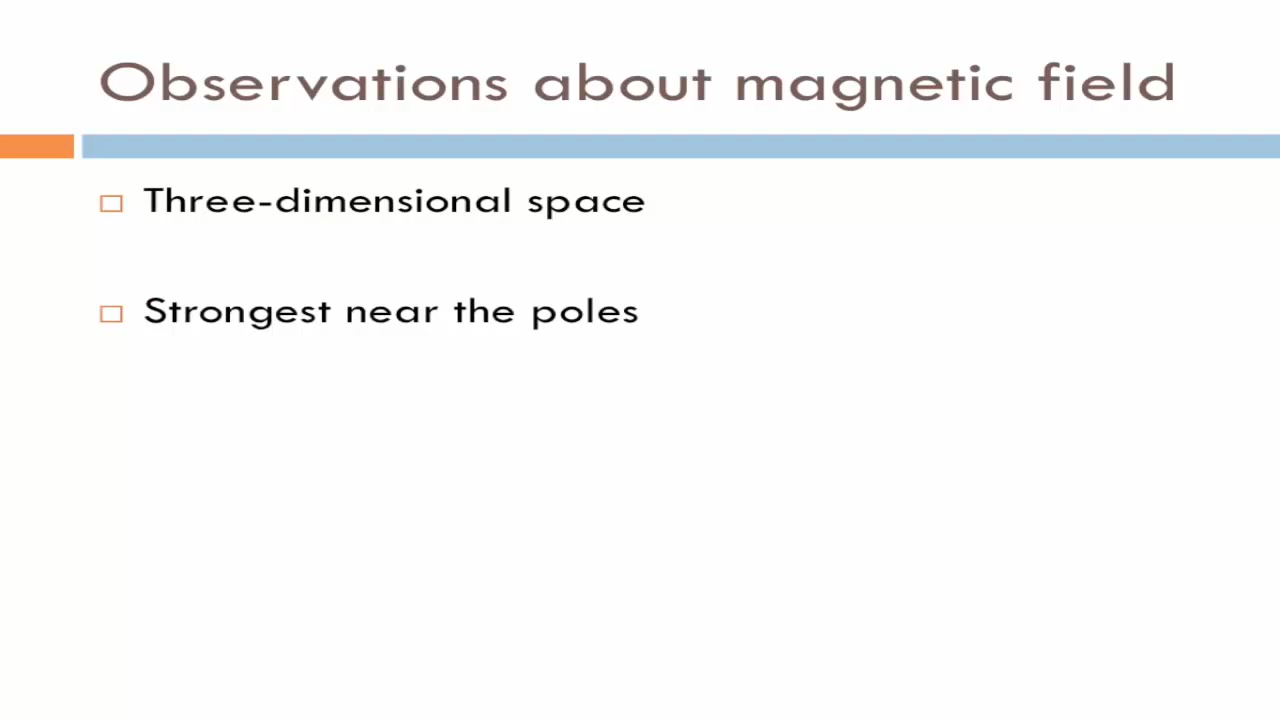 Observations about magnetic field
Three-dimensional space
Strongest near the poles